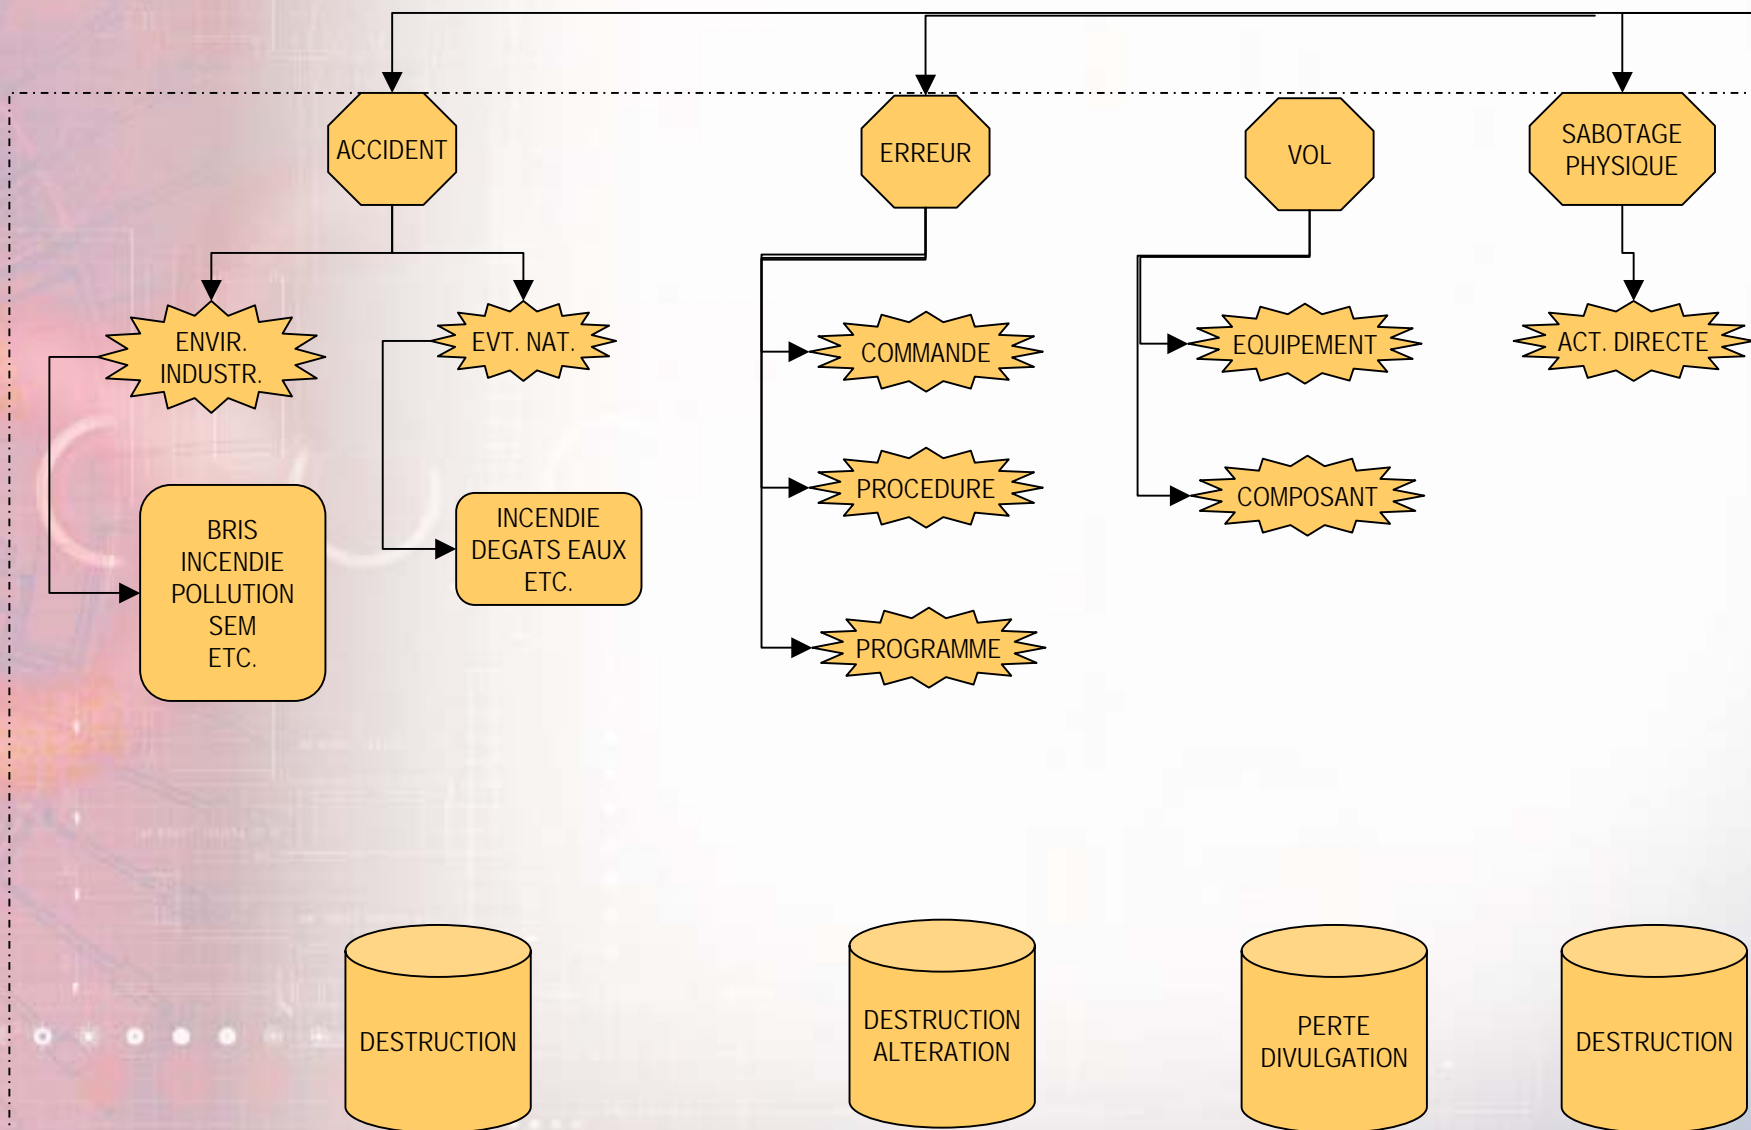 ACCIDENT
ERREUR
VOL
SABOTAGE
PHYSIQUE
ENVIR.
INDUSTR.
EVT. NAT.
COMMANDE
EQUIPEMENT
ACT. DIRECTE
PROCEDURE
COMPOSANT
BRIS
INCENDIE
POLLUTION
SEM
ETC.
INCENDIE
DEGATS EAUX
ETC.
PROGRAMME
DESTRUCTION
DESTRUCTION
ALTERATION
PERTE
DIVULGATION
DESTRUCTION